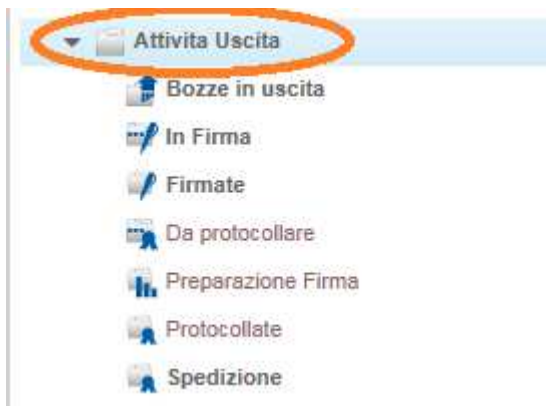 Attivita Uscita
Bozze in uscita
In Firma
Firmate
Da protocollare
Preparazione Firma
Protocollate
Spedizione